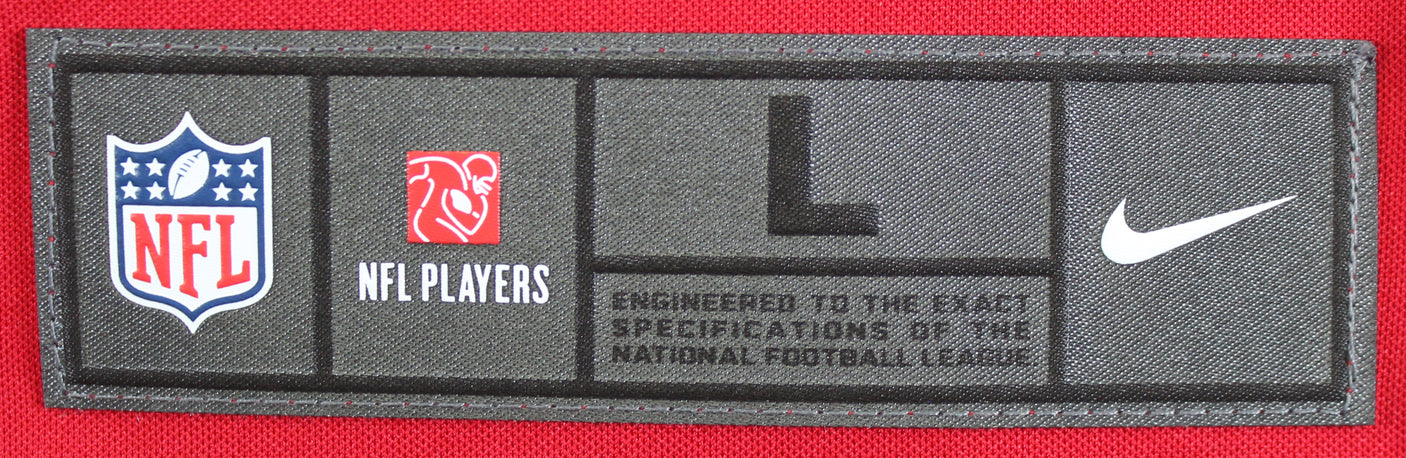 NFL
NFL PLAYERS
L
ENGINEERED TO THE EXACT
SPECIFICATIONS OF THE
NATIONAL FOOTBALL LEAGUE